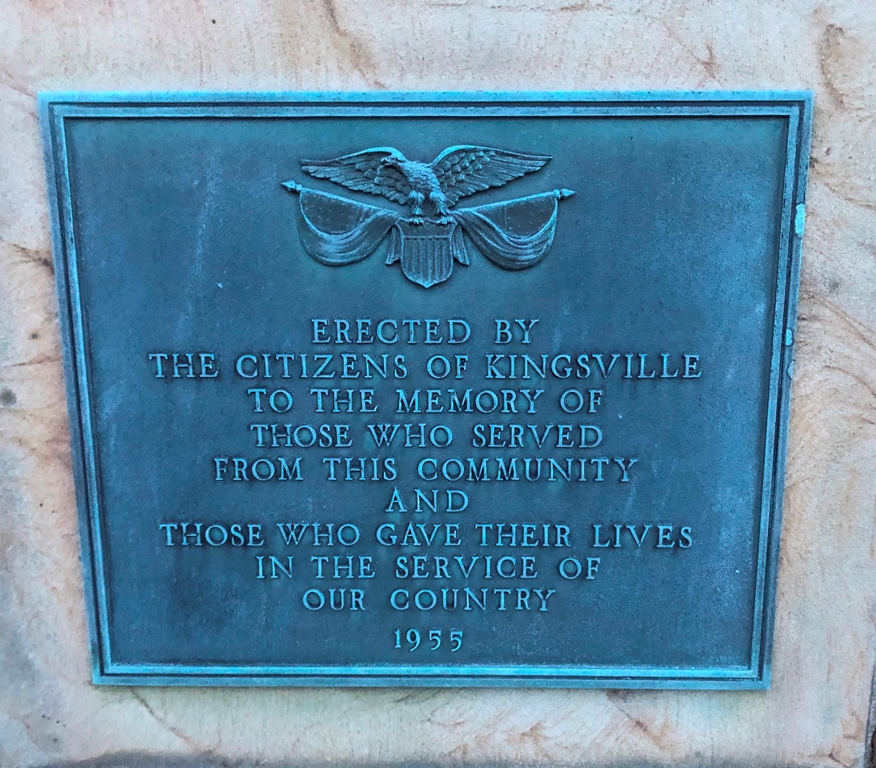 ERECTED BY
THE CITIZENS OF KINGSVILLE
TO THE MEMORY OF
THOSE WHO SERVED
FROM THIS COMMUNITY
AND
THOSE WHO GAVE THEIR LIVES
IN THE SERVICE OF
OUR COUNTRY
1955